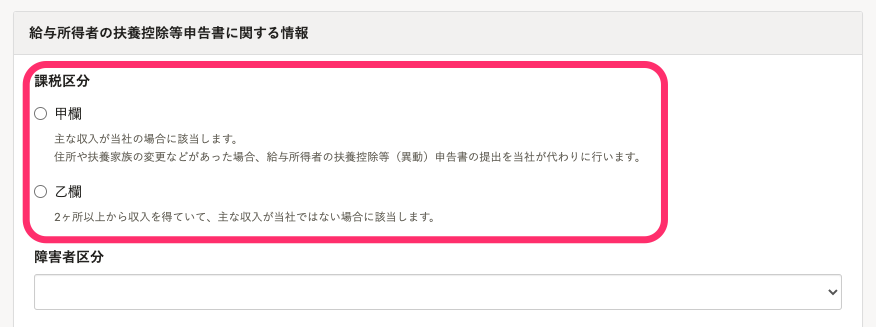 給与所得者の扶養控除等申告書に関する情報
課税区分
甲欄
主な収入が当社の場合に該当します。
住所や扶養家族の変更などがあった場合、給与所得者の扶養控除等（異動）申告書の提出を当社が代わりに行います。
乙欄
2ヶ所以上から収入を得ていて、主な収入が当社ではない場合に該当します。
障害者区分